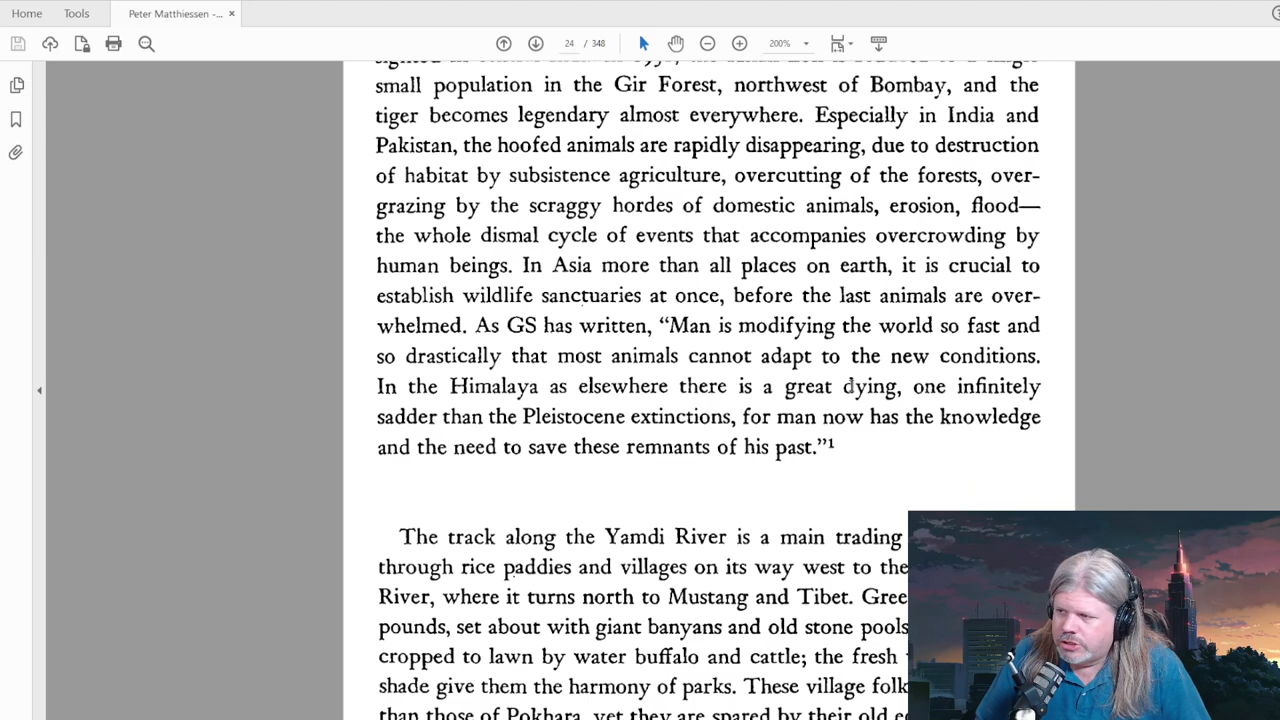 Home Tools Peter Matthiessen -... ×
24 / 348 200%
small population in the Gir Forest, northwest of Bombay, and the
tiger becomes legendary almost everywhere. Especially in India and
Pakistan, the hoofed animals are rapidly disappearing, due to destruction
of habitat by subsistence agriculture, overcutting of the forests, over-
grazing by the scraggy hordes of domestic animals, erosion, flood—
the whole dismal cycle of events that accompanies overcrowding by
human beings. In Asia more than all places on earth, it is crucial to
establish wildlife sanctuaries at once, before the last animals are over-
whelmed. As GS has written, “Man is modifying the world so fast and
so drastically that most animals cannot adapt to the new conditions.
In the Himalaya as elsewhere there is a great dying, one infinitely
sadder than the Pleistocene extinctions, for man now has the knowledge
and the need to save these remnants of his past.”¹
The track along the Yamdi River is a main trading
through rice paddies and villages on its way west to the
River, where it turns north to Mustang and Tibet. Gree
pounds, set about with giant banyans and old stone pools
cropped to lawn by water buffalo and cattle; the fresh
shade give them the harmony of parks. These village folk
than those of Pokhara, yet they are spared by their old